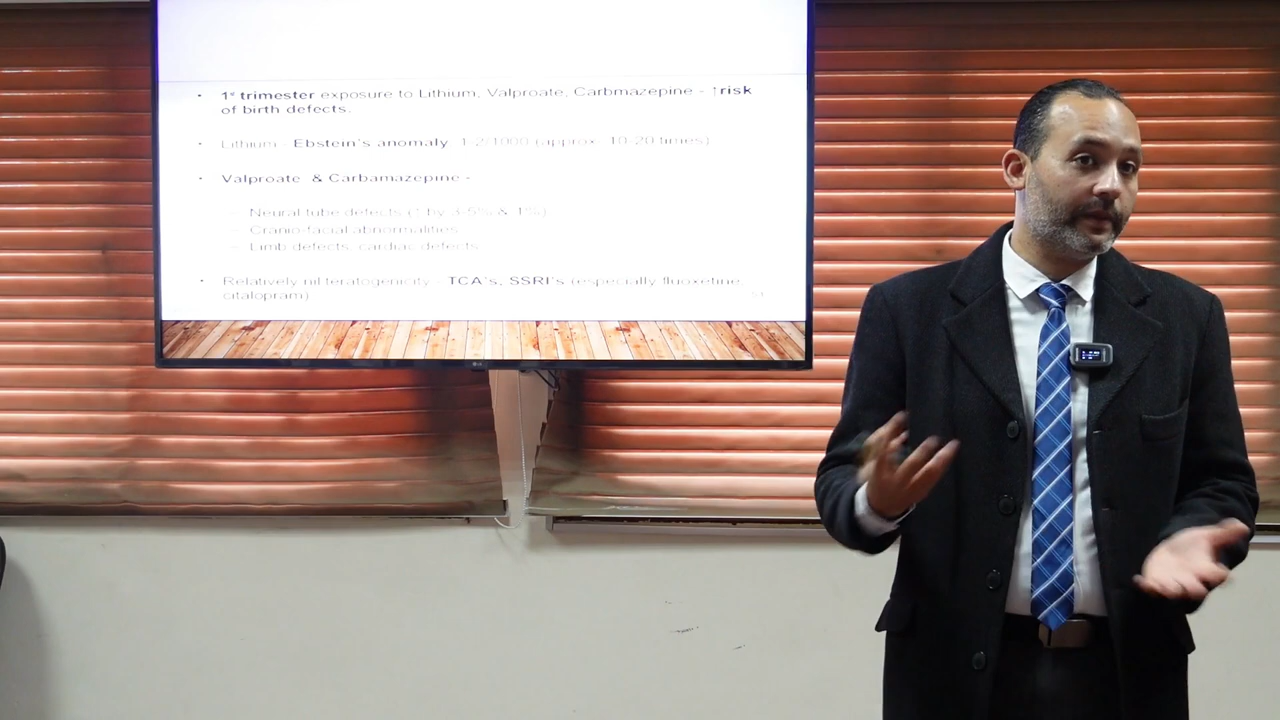 1st trimester exposure to Lithium, Valproate, Carbmazepine - ↑risk
of birth defects.
Lithium - Ebstein's anomaly 1-2/1000 (approx. 10-20 times)
Valproate & Carbamazepine -
– Neural tube defects (↑ by 3-5% & 1%)
– Cranio-facial abnormalities
– Limb defects, cardiac defects
Relatively nil teratogenicity - TCA's, SSRI's (especially fluoxetine,
citalopram)
LG